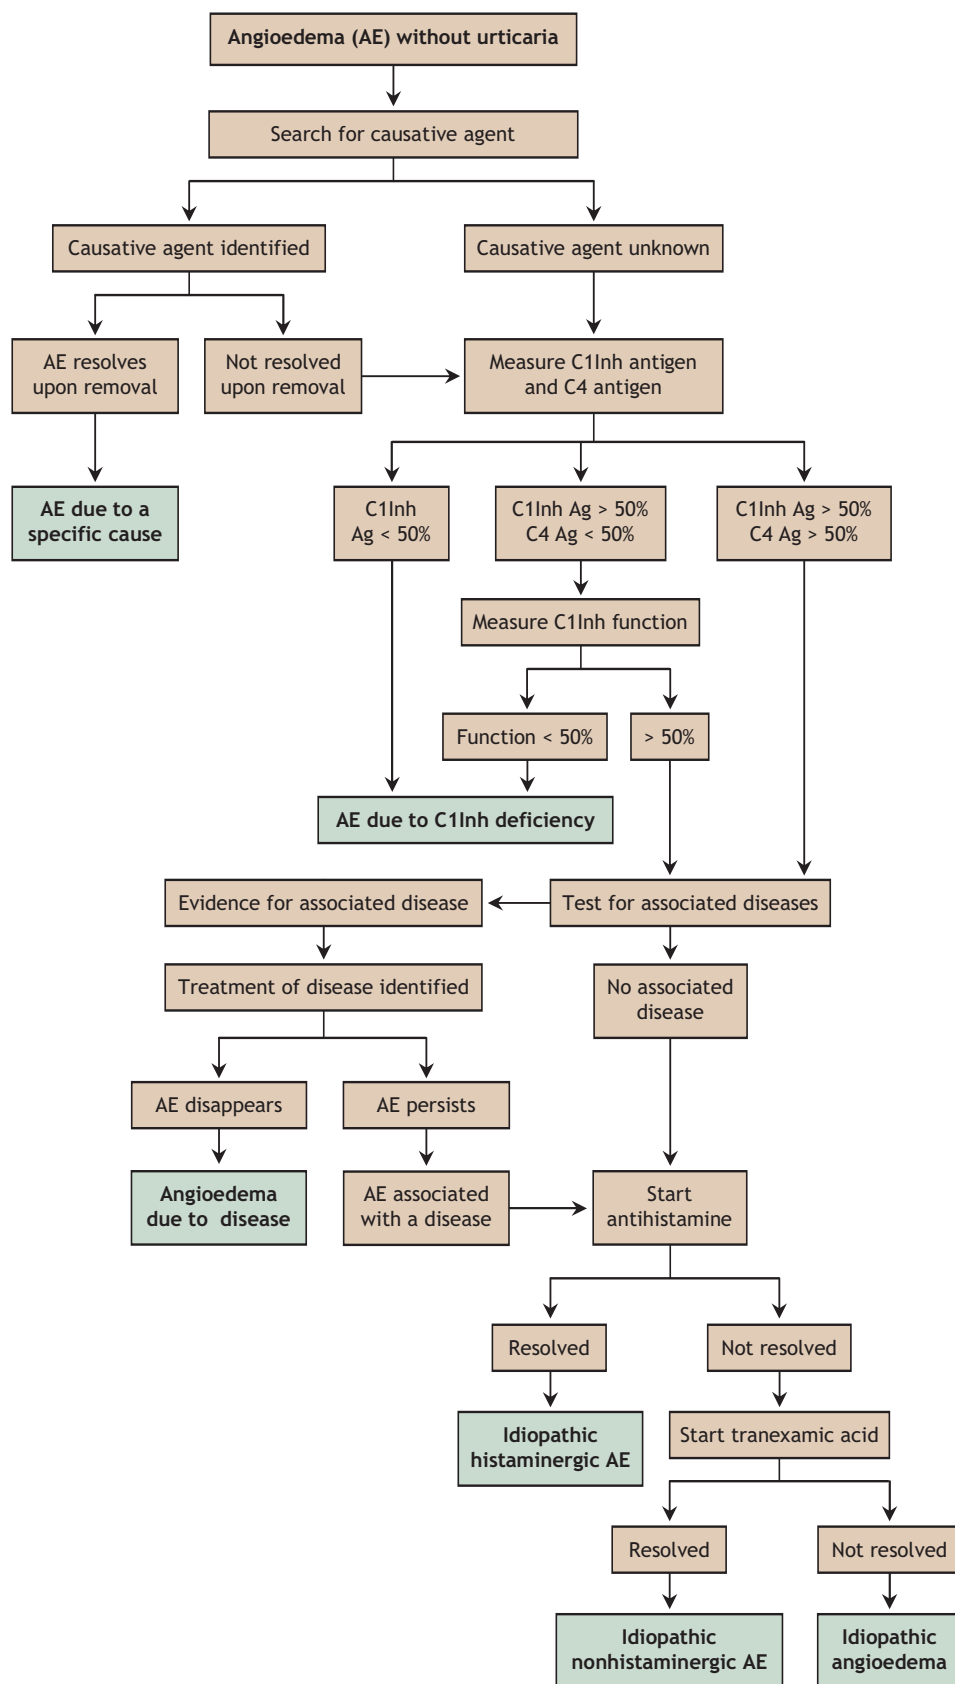 Angioedema (AE) without urticaria
Search for causative agent
Causative agent identified
Causative agent unknown
AE resolves
upon removal
Not resolved
upon removal
Measure C1Inh antigen
and C4 antigen
AE due to a
specific cause
C1Inh
Ag < 50%
C1Inh Ag > 50%
C4 Ag < 50%
C1Inh Ag > 50%
C4 Ag > 50%
Measure C1Inh function
Function < 50%
> 50%
AE due to C1Inh deficiency
Evidence for associated disease
Test for associated diseases
Treatment of disease identified
No associated
disease
AE disappears
AE persists
Angioedema
due to disease
AE associated
with a disease
Start
antihistamine
Resolved
Not resolved
Idiopathic
histaminergic AE
Start tranexamic acid
Resolved
Not resolved
Idiopathic
nonhistaminergic AE
Idiopathic
angioedema